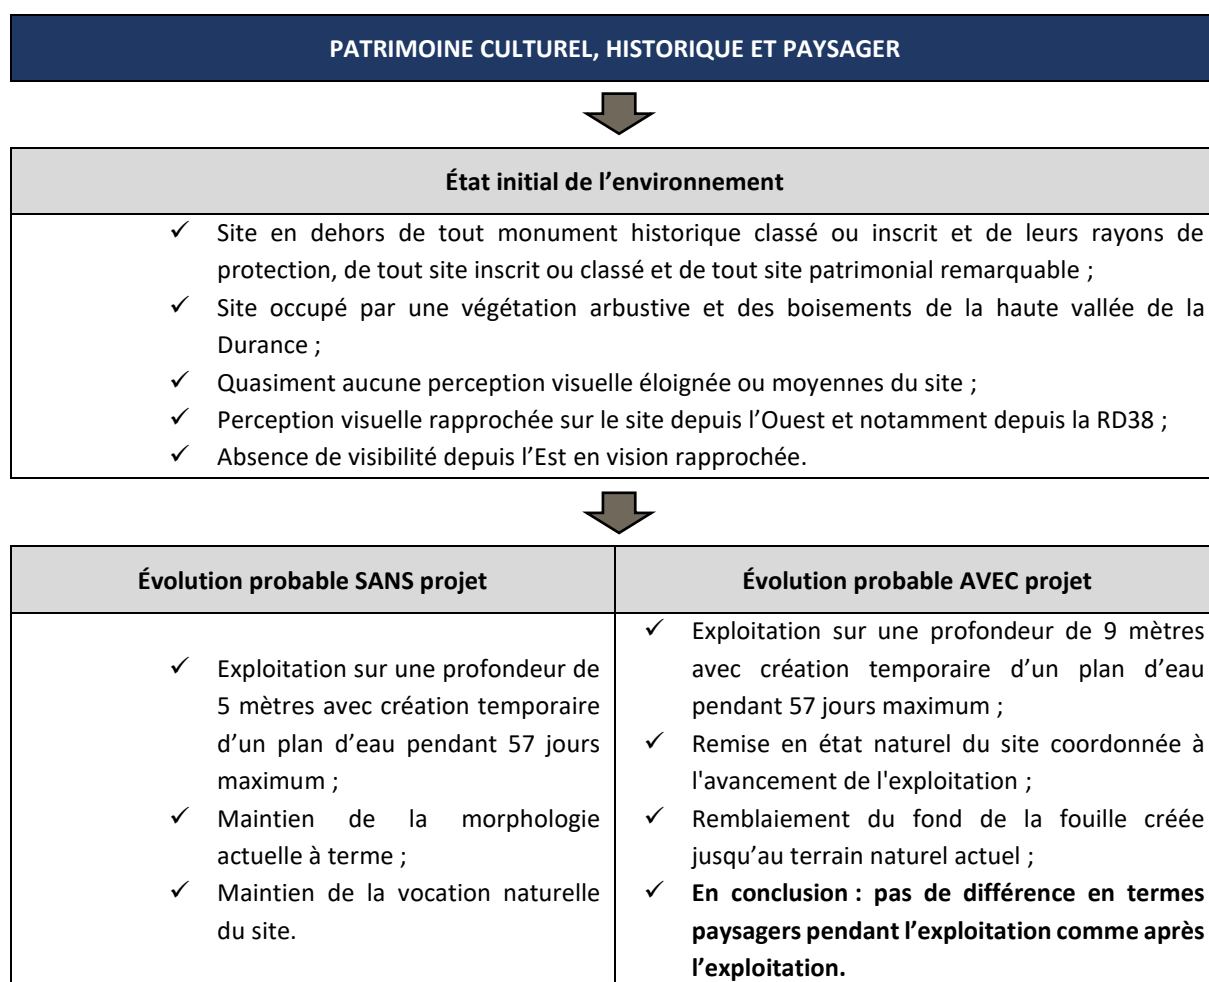 PATRIMOINE CULTUREL, HISTORIQUE ET PAYSAGER
État initial de l’environnement
✓ Site en dehors de tout monument historique classé ou inscrit et de leurs rayons de
protection, de tout site inscrit ou classé et de tout site patrimonial remarquable ;
✓ Site occupé par une végétation arbustive et des boisements de la haute vallée de la
Durance ;
✓ Quasiment aucune perception visuelle éloignée ou moyennes du site ;
✓ Perception visuelle rapprochée sur le site depuis l’Ouest et notamment depuis la RD38 ;
✓ Absence de visibilité depuis l’Est en vision rapprochée.
Évolution probable SANS projet
✓ Exploitation sur une profondeur de
5 mètres avec création temporaire
d’un plan d’eau pendant 57 jours
maximum ;
✓ Maintien de la morphologie
actuelle à terme ;
✓ Maintien de la vocation naturelle
du site.
Évolution probable AVEC projet
✓ Exploitation sur une profondeur de 9 mètres
avec création temporaire d’un plan d’eau
pendant 57 jours maximum ;
✓ Remise en état naturel du site coordonnée à
l'avancement de l'exploitation ;
✓ Remblaiement du fond de la fouille créée
jusqu’au terrain naturel actuel ;
✓ En conclusion : pas de différence en termes
paysagers pendant l’exploitation comme après
l’exploitation.